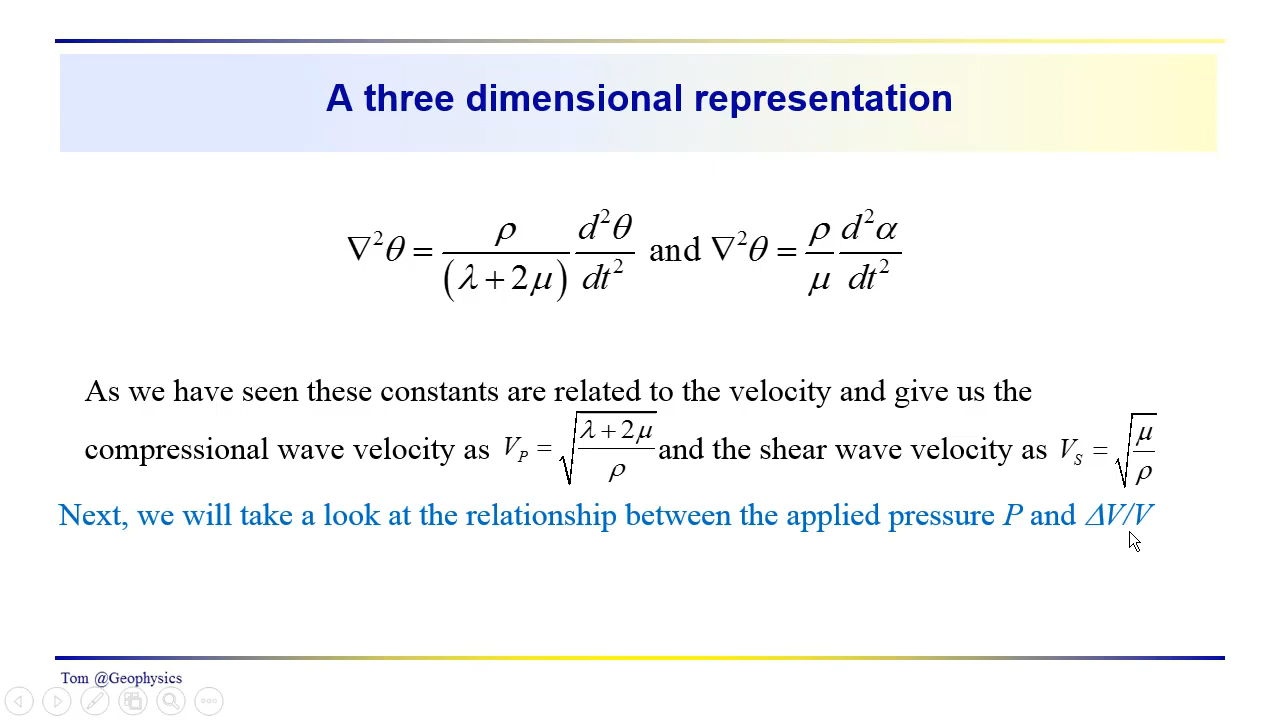 A three dimensional representation
∇²θ = ρ/(λ + 2μ) d²θ/dt² and ∇²θ = ρ/μ d²α/dt²
As we have seen these constants are related to the velocity and give us the
compressional wave velocity as V_P = √((λ + 2μ)/ρ) and the shear wave velocity as V_S = √(μ/ρ)
Next, we will take a look at the relationship between the applied pressure P and ΔV/V
Tom @Geophysics